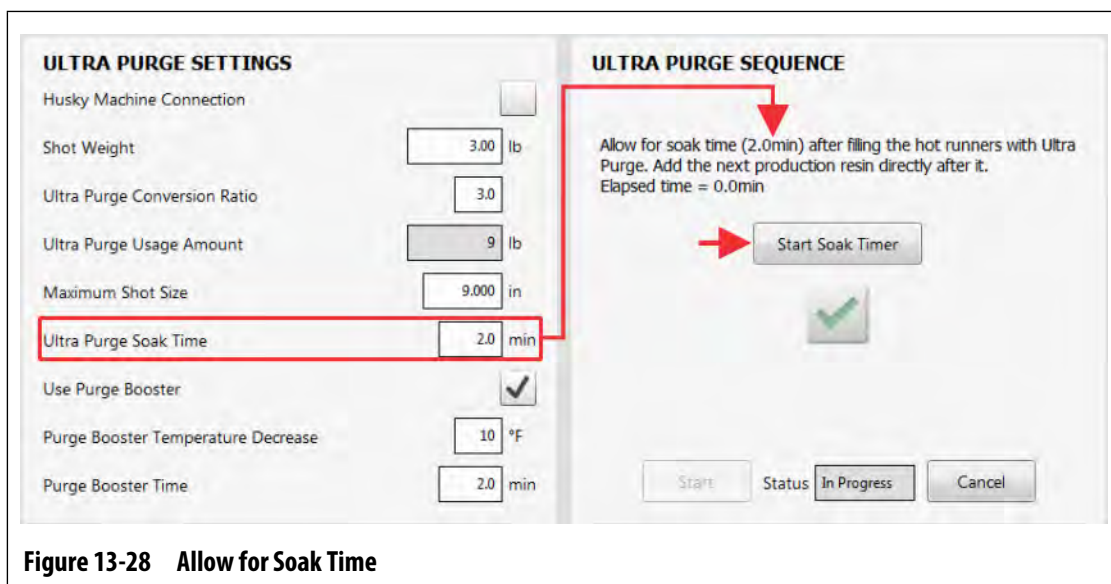 ULTRA PURGE SETTINGS
Husky Machine Connection
Shot Weight 3.00 lb
Ultra Purge Conversion Ratio 3.0
Ultra Purge Usage Amount 9 lb
Maximum Shot Size 9.000 in
Ultra Purge Soak Time 2.0 min
Use Purge Booster
Purge Booster Temperature Decrease 10 °F
Purge Booster Time 2.0 min
ULTRA PURGE SEQUENCE
Allow for soak time (2.0min) after filling the hot runners with Ultra
Purge. Add the next production resin directly after it.
Elapsed time = 0.0min
Start Soak Timer
Start Status In Progress Cancel
Figure 13-28 Allow for Soak Time